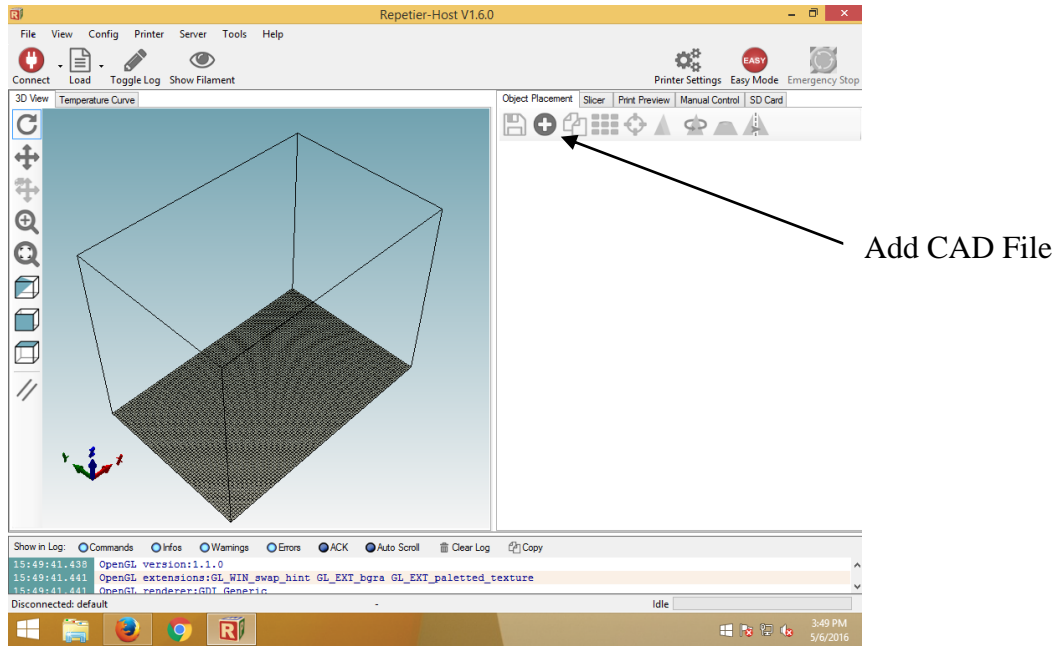 Repetier-Host V1.6.0
File View Config Printer Server Tools Help
Connect Load Toggle Log Show Filament
EASY
Printer Settings Easy Mode Emergency Stop
3D View Temperature Curve
Object Placement Slicer Print Preview Manual Control SD Card
Add CAD File
Show in Log: Commands Infos Warnings Errors ACK Auto Scroll Clear Log Copy
15:49:41.438 OpenGL version:1.1.0
15:49:41.441 OpenGL extensions:GL_WIN_swap_hint GL_EXT_bgra GL_EXT_paletted_texture
15:49:41.441 OpenGL renderer:GDI Generic
Disconnected: default - Idle
3:49 PM
5/6/2016